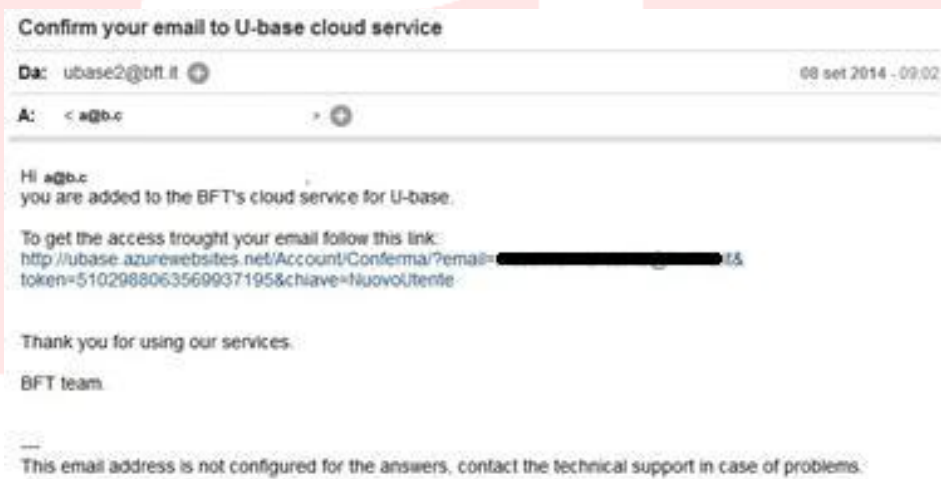 Confirm your email to U-base cloud service
Da: ubase2@bft.it
08 set 2014 - 09:02
A: < a@b.c >
Hi a@b.c ,
you are added to the BFT's cloud service for U-base.
To get the access trought your email follow this link:
http://ubase.azurewebsites.net/Account/Conferma/?email=
token=5102988063569937195&chiave=NuovoUtente
Thank you for using our services.
BFT team.
---
This email address is not configured for the answers, contact the technical support in case of problems.